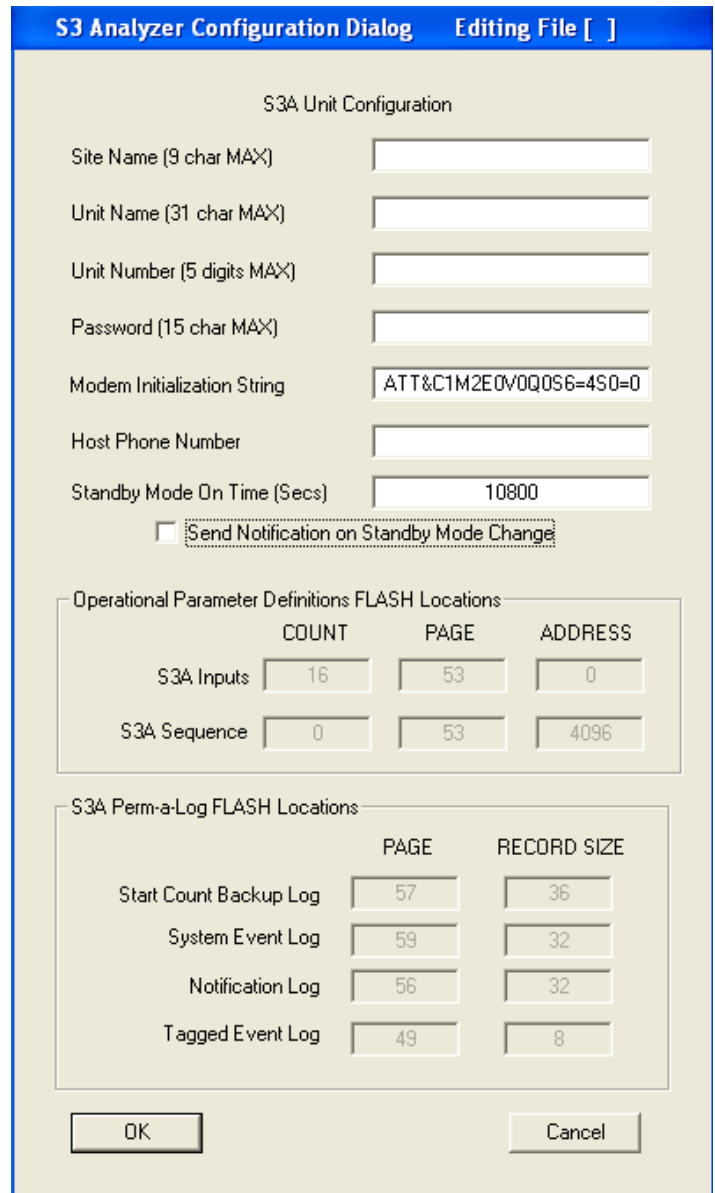 S3 Analyzer Configuration Dialog Editing File [ ]
S3A Unit Configuration
Site Name (9 char MAX)
Unit Name (31 char MAX)
Unit Number (5 digits MAX)
Password (15 char MAX)
Modem Initialization String ATT&C1M2E0V0Q0S6=4S0=0
Host Phone Number
Standby Mode On Time (Secs) 10800
Send Notification on Standby Mode Change
Operational Parameter Definitions FLASH Locations
COUNT PAGE ADDRESS
S3A Inputs 16 53 0
S3A Sequence 0 53 4096
S3A Perm-a-Log FLASH Locations
PAGE RECORD SIZE
Start Count Backup Log 57 36
System Event Log 59 32
Notification Log 56 32
Tagged Event Log 49 8
OK Cancel